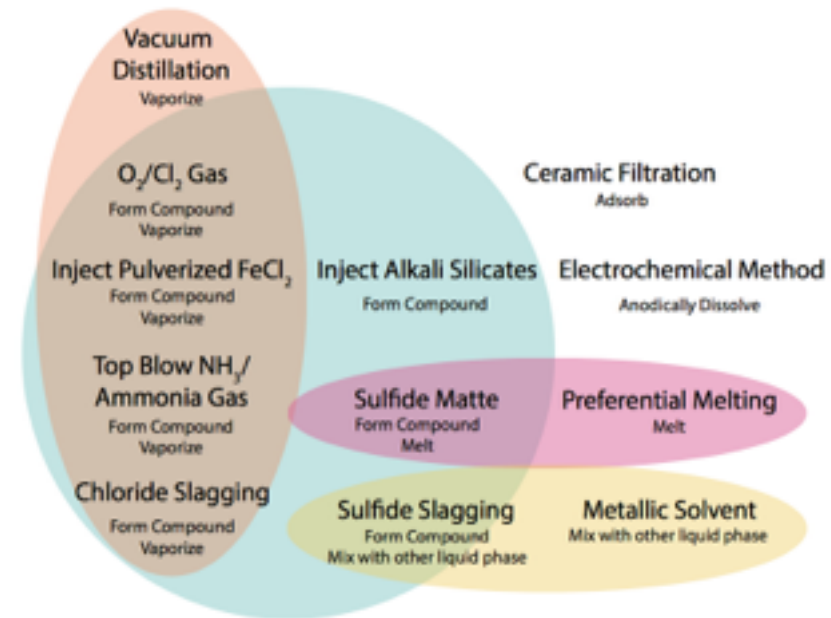 Vacuum
Distillation
Vaporize
O₂/Cl₂ Gas
Form Compound
Vaporize
Ceramic Filtration
Adsorb
Inject Pulverized FeCl₂
Form Compound
Vaporize
Inject Alkali Silicates
Form Compound
Electrochemical Method
Anodically Dissolve
Top Blow NH₃/
Ammonia Gas
Form Compound
Vaporize
Sulfide Matte
Form Compound
Melt
Preferential Melting
Melt
Chloride Slagging
Form Compound
Vaporize
Sulfide Slagging
Form Compound
Mix with other liquid phase
Metallic Solvent
Mix with other liquid phase